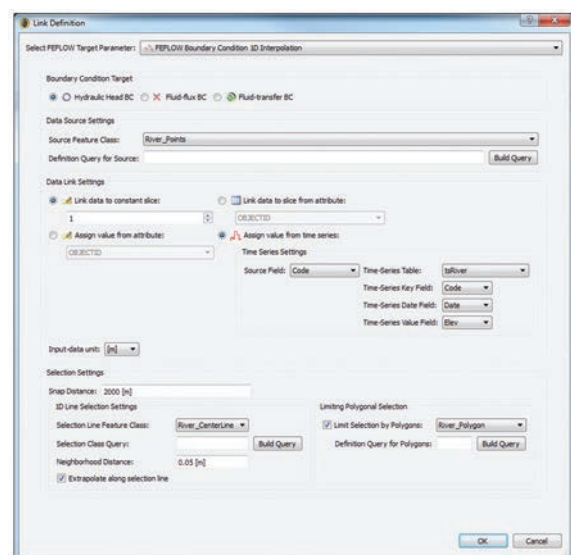 Link Definition
Select FEFLOW Target Parameter: FEFLOW Boundary Condition 1D Interpolation
Boundary Condition Target
Hydraulic Head BC Fluid-flux BC Fluid-transfer BC
Data Source Settings
Source Feature Class: River_Points
Definition Query for Source: Build Query
Data Link Settings
Link data to constant slice: Link data to slice from attribute:
1 OBJECTID
Assign value from attribute: Assign value from time series:
OBJECTID Time Series Settings
Source Field: Code Time-Series Table: tsRiver
Time-Series Key Field: Code
Time-Series Date Field: Date
Time-Series Value Field: Elev
Input-data unit: [m]
Selection Settings
Snap Distance: 2000 [m]
1D Line Selection Settings Limiting Polygonal Selection
Selection Line Feature Class: River_CenterLine Limit Selection by Polygons: River_Polygon
Selection Class Query: Build Query Definition Query for Polygons: Build Query
Neighborhood Distance: 0.05 [m]
Extrapolate along selection line
OK Cancel